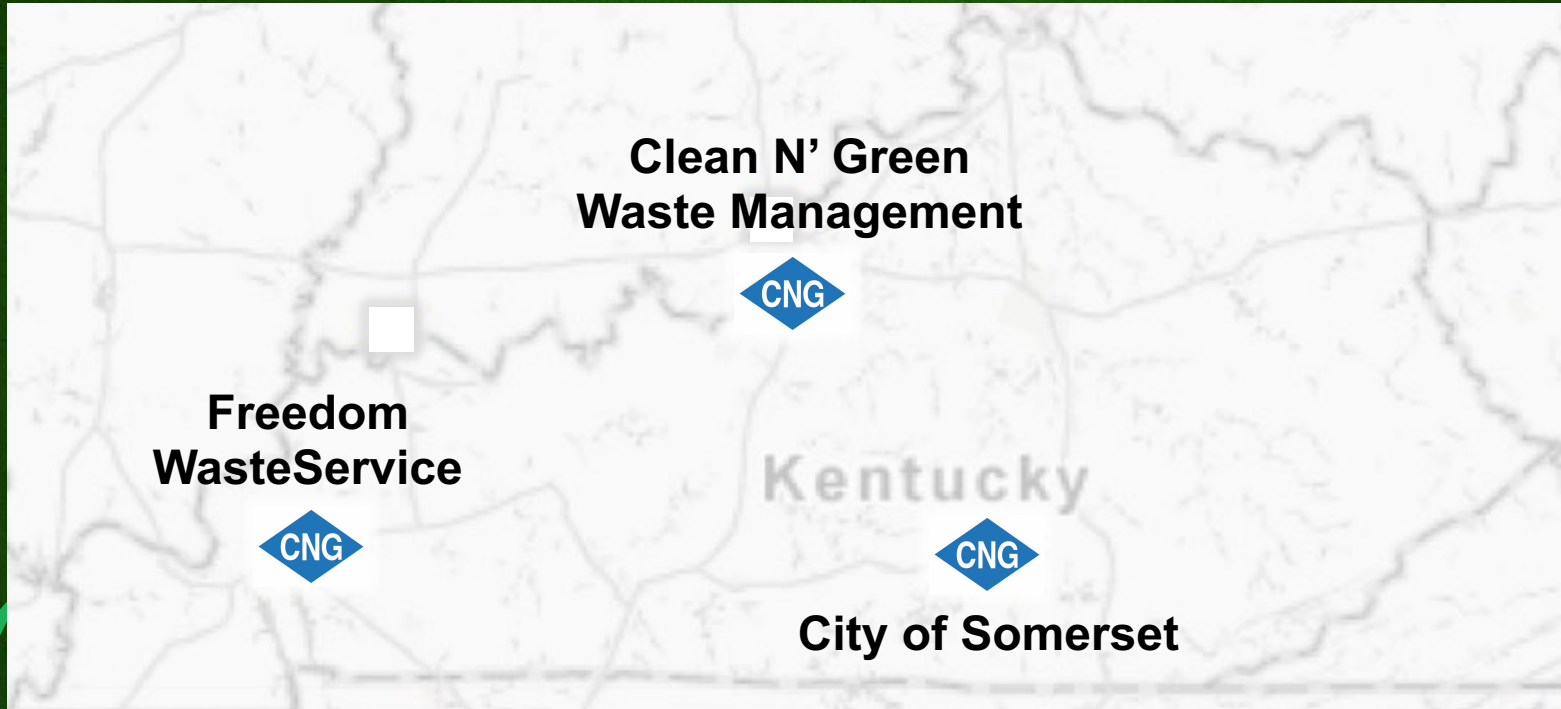 Clean N’ Green
Waste Management
CNG
Freedom
WasteService
CNG
Kentucky
CNG
City of Somerset